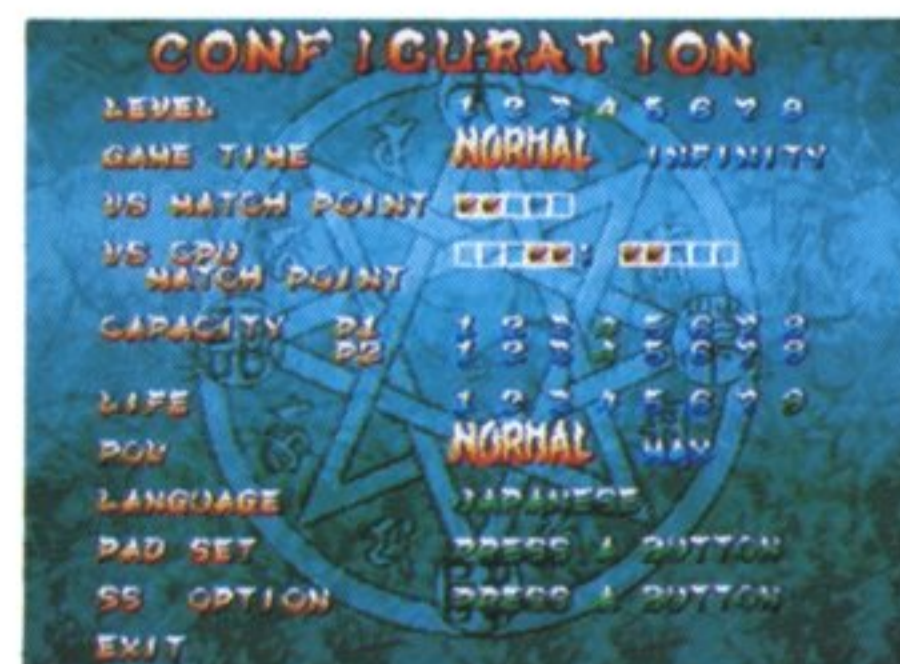 CONFIGURATION
LEVEL 1 2 3 4 5 6 7 8
GAME TIME NORMAL INFINITY
VS MATCH POINT
VS CPU :
MATCH POINT
CAPACITY P1 1 2 3 4 5 6 7 8
P2 1 2 3 4 5 6 7 8
LIFE 1 2 3 4 5 6 7 8
POW NORMAL MAX
LANGUAGE JAPANESE
PAD SET PRESS A BUTTON
SS OPTION PRESS A BUTTON
EXIT